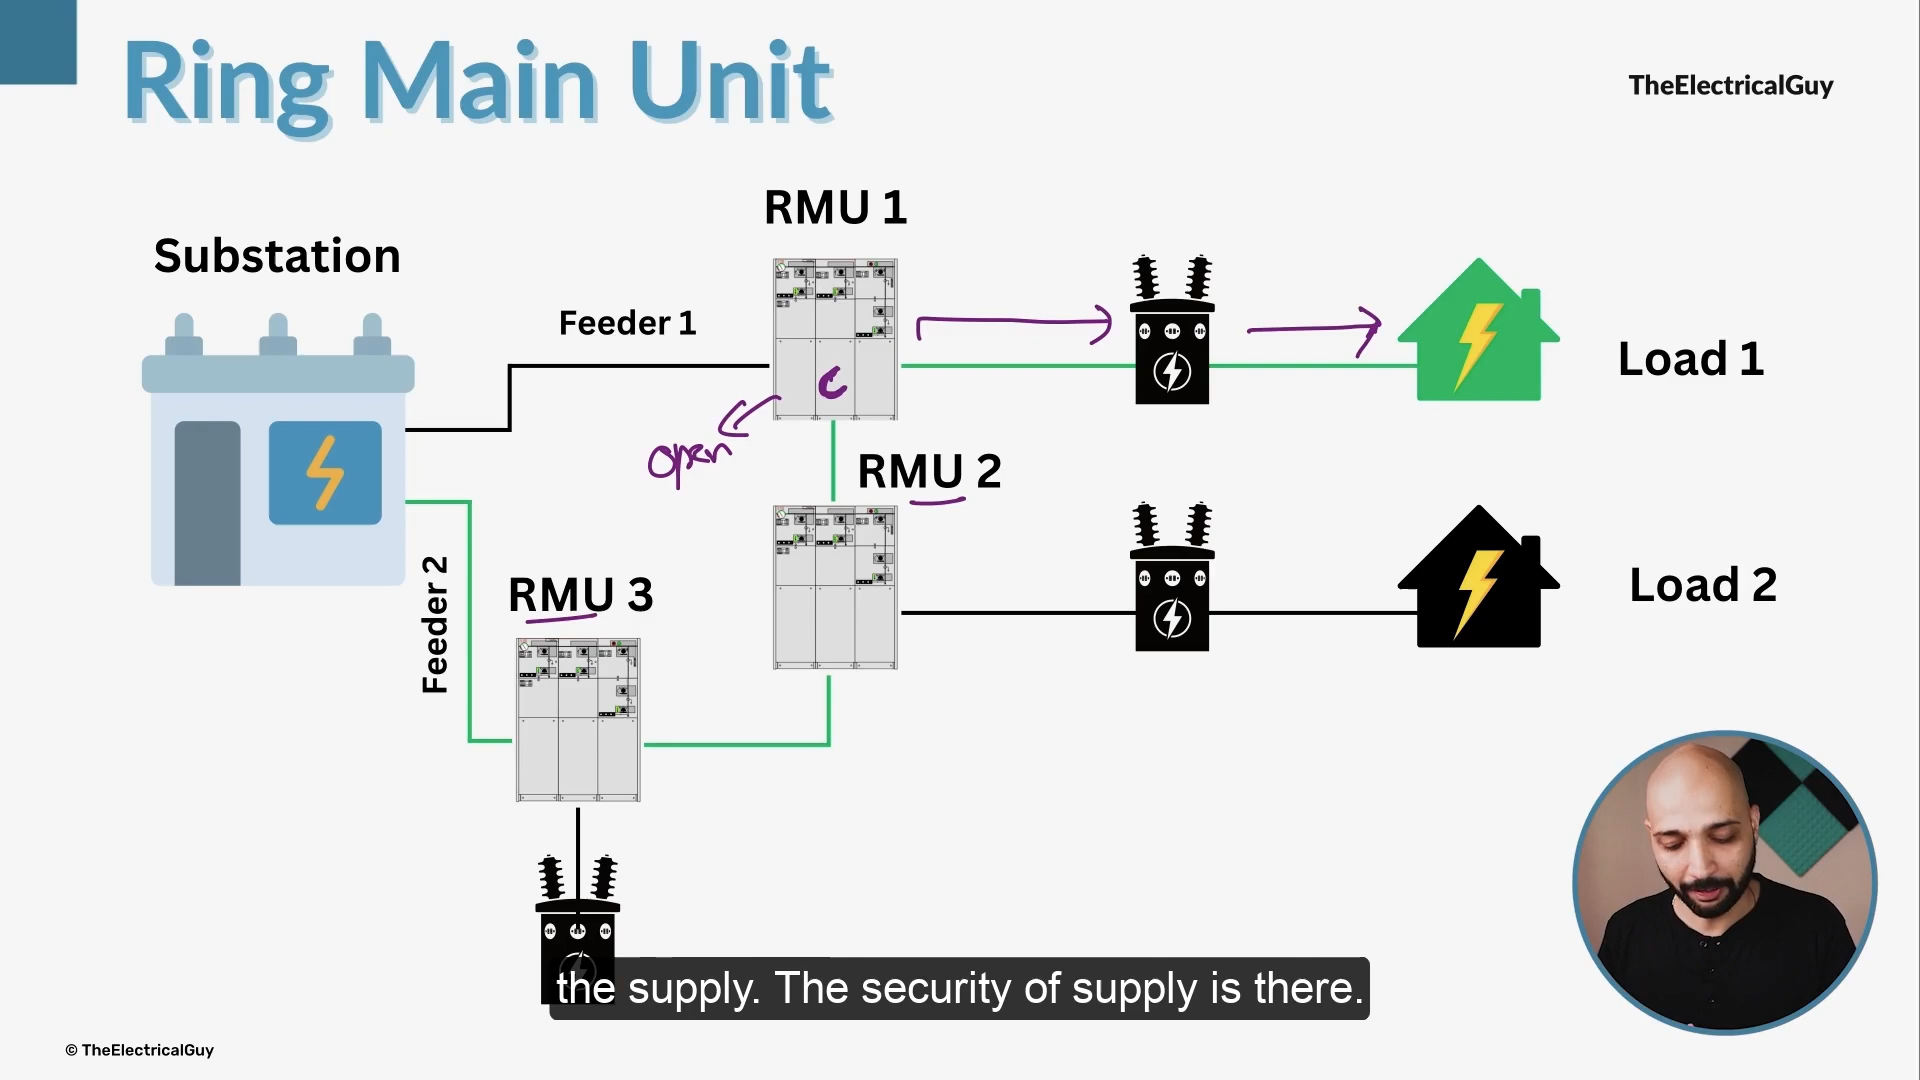 Ring Main Unit
TheElectricalGuy
RMU 1
Substation
Feeder 1
Load 1
C
open
RMU 2
Feeder 2
RMU 3
Load 2
the supply. The security of supply is there.
© TheElectricalGuy